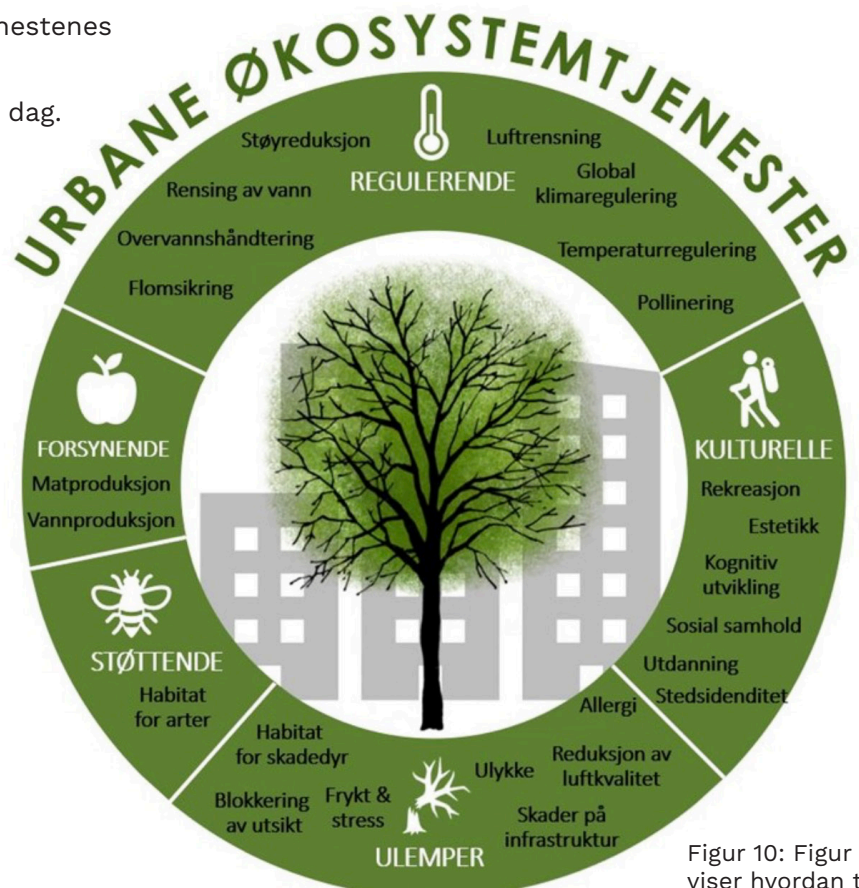 nestenes
dag.
URBANE ØKOSYSTEMTJENESTER
REGULERENDE
Støyreduksjon
Rensing av vann
Overvannshåndtering
Flomsikring
Luftrensning
Global
klimaregulering
Temperaturregulering
Pollinering
KULTURELLE
Rekreasjon
Estetikk
Kognitiv
utvikling
Sosial samhold
Utdanning
Stedsidenditet
ULEMPER
Allergi
Reduksjon av
luftkvalitet
Ulykke
Skader på
infrastruktur
Habitat
for skadedyr
Frykt &
stress
Blokkering
av utsikt
STØTTENDE
Habitat
for arter
FORSYNENDE
Matproduksjon
Vannproduksjon
Figur 10: Figur
viser hvordan t